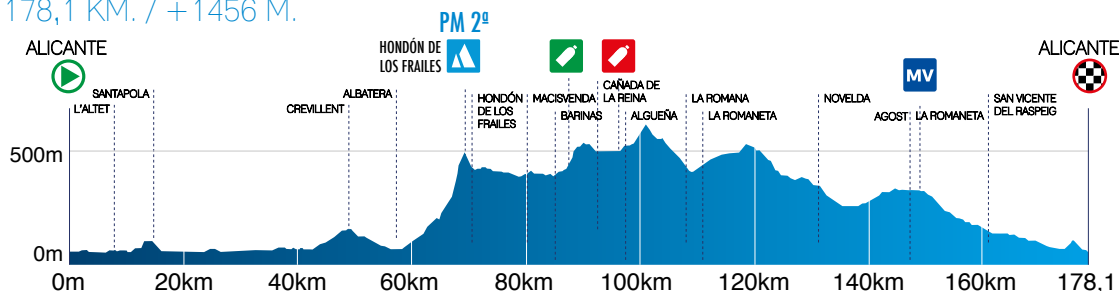 178,1 KM. / +1456 M.
PM 2ª
ALICANTE
HONDÓN DE
LOS FRAILES
ALICANTE
MV
SANTAPOLA
L'ALTET
CREVILLENT
ALBATERA
HONDÓN
DE LOS
FRAILES
MACISVENDA
BARINAS
CAÑADA DE
LA REINA
ALGUEÑA
LA ROMANA
LA ROMANETA
NOVELDA
AGOST
LA ROMANETA
SAN VICENTE
DEL RASPEIG
500m
0m
0m
20km
40km
60km
80km
100km
120km
140km
160km
178,1